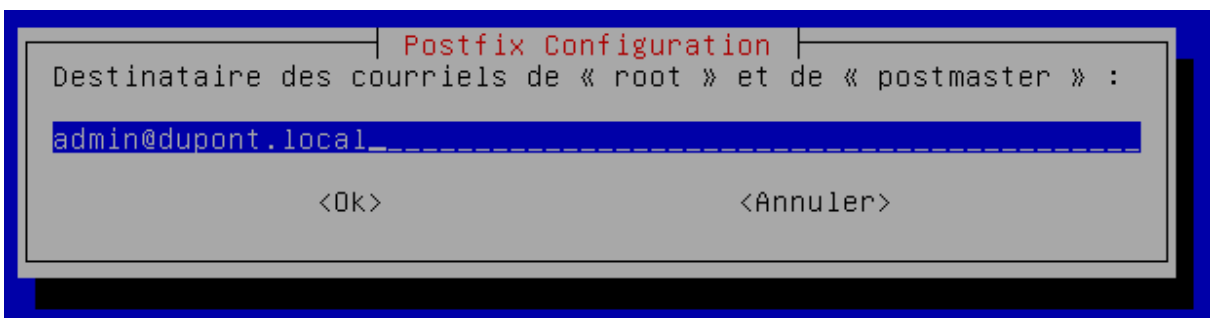 Postfix Configuration
Destinataire des courriels de « root » et de « postmaster » :
admin@dupont.local
<Ok> <Annuler>